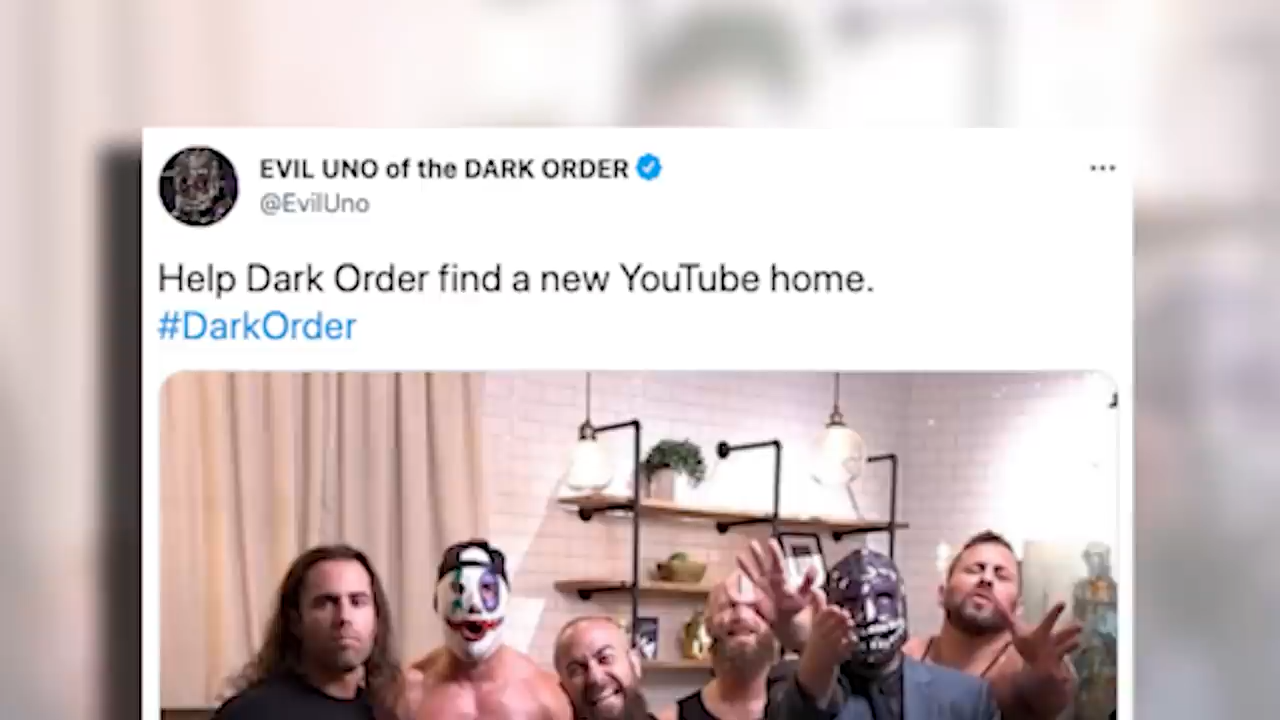 EVIL UNO of the DARK ORDER
@EvilUno
Help Dark Order find a new YouTube home.
#DarkOrder